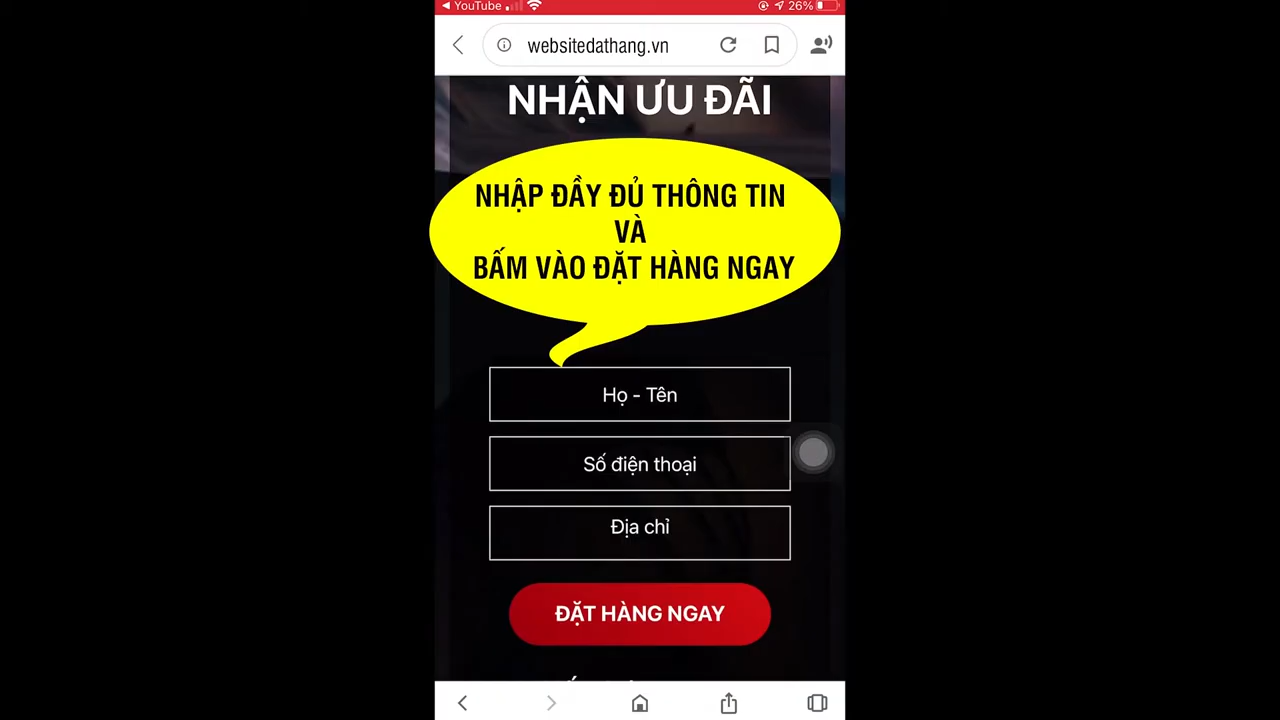 YouTube
26%
websitedathang.vn
NHẬN ƯU ĐÃI
NHẬP ĐẦY ĐỦ THÔNG TIN
VÀ
BẤM VÀO ĐẶT HÀNG NGAY
Họ - Tên
Số điện thoại
Địa chỉ
ĐẶT HÀNG NGAY